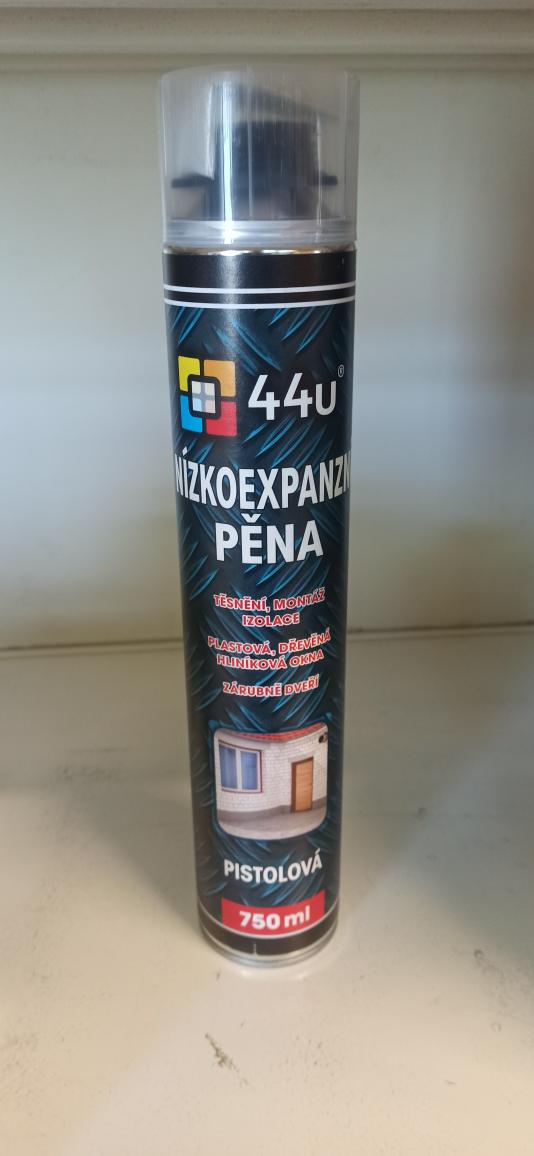 44u®
NÍZKOEXPANZN
PĚNA
TĚSNĚNÍ, MONTÁŽ
IZOLACE
PLASTOVÁ, DŘEVĚNÁ
HLINÍKOVÁ OKNA
ZÁRUBNĚ DVEŘÍ
PISTOLOVÁ
750 ml